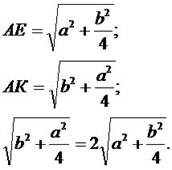 AE = √(a² + b²/4);
AK = √(b² + a²/4);
√(b² + a²/4) = 2√(a² + b²/4).